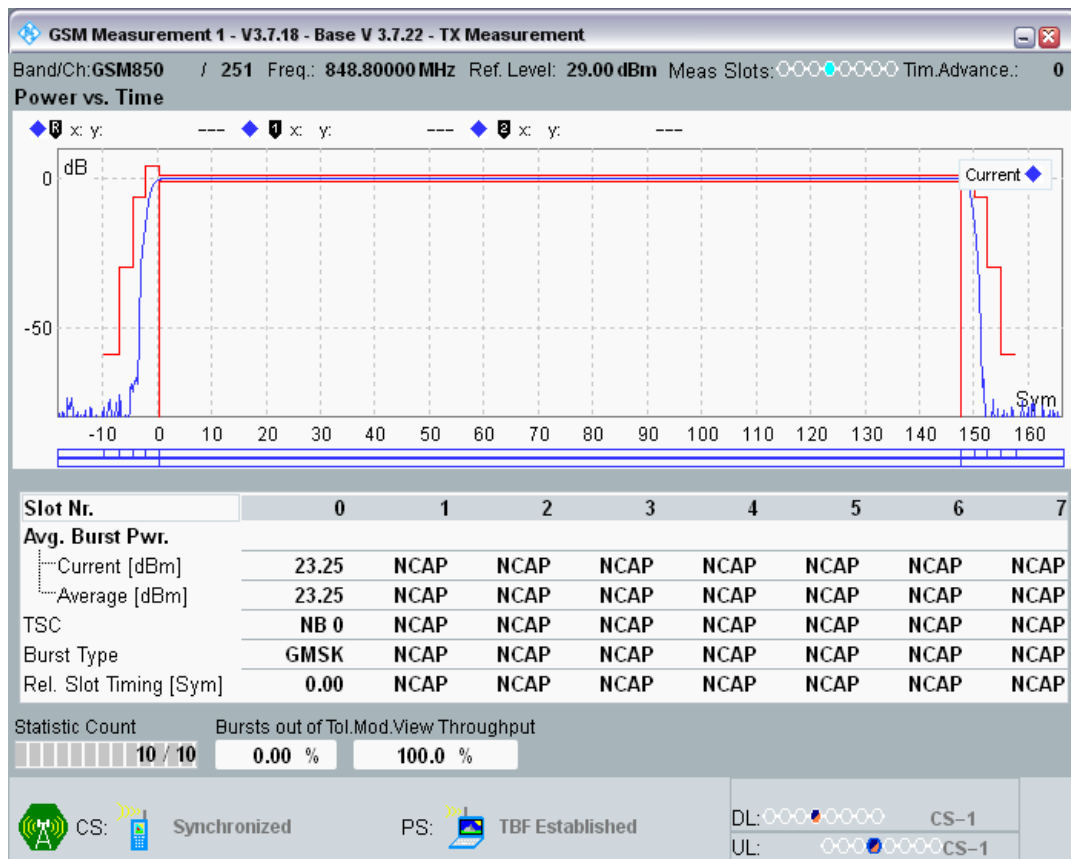 GSM Measurement 1 - V3.7.18 - Base V 3.7.22 - TX Measurement
Band/Ch:GSM850 / 251 Freq.: 848.80000 MHz Ref. Level: 29.00 dBm Meas Slots: Tim.Advance.: 0
Power vs. Time
R x: y: --- 1 x: y: --- 2 x: y: ---
dB
Current
0
-50
Sym
-10 0 10 20 30 40 50 60 70 80 90 100 110 120 130 140 150 160
Slot Nr. 0 1 2 3 4 5 6 7
Avg. Burst Pwr.
Current [dBm] 23.25 NCAP NCAP NCAP NCAP NCAP NCAP NCAP
Average [dBm] 23.25 NCAP NCAP NCAP NCAP NCAP NCAP NCAP
TSC NB 0 NCAP NCAP NCAP NCAP NCAP NCAP NCAP
Burst Type GMSK NCAP NCAP NCAP NCAP NCAP NCAP NCAP
Rel. Slot Timing [Sym] 0.00 NCAP NCAP NCAP NCAP NCAP NCAP NCAP
Statistic Count Bursts out of Tol.Mod.View Throughput
10 / 10 0.00 % 100.0 %
CS: Synchronized PS: TBF Established
DL: CS-1
UL: CS-1